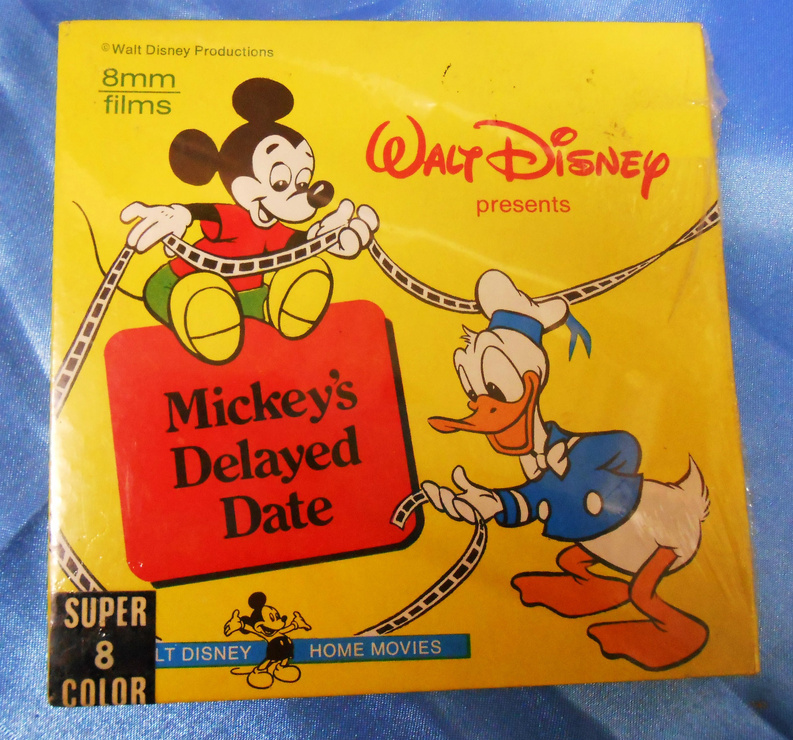 © Walt Disney Productions
8mm
films
WALT DISNEY
presents
Mickey's
Delayed
Date
SUPER
8
COLOR
LT DISNEY HOME MOVIES